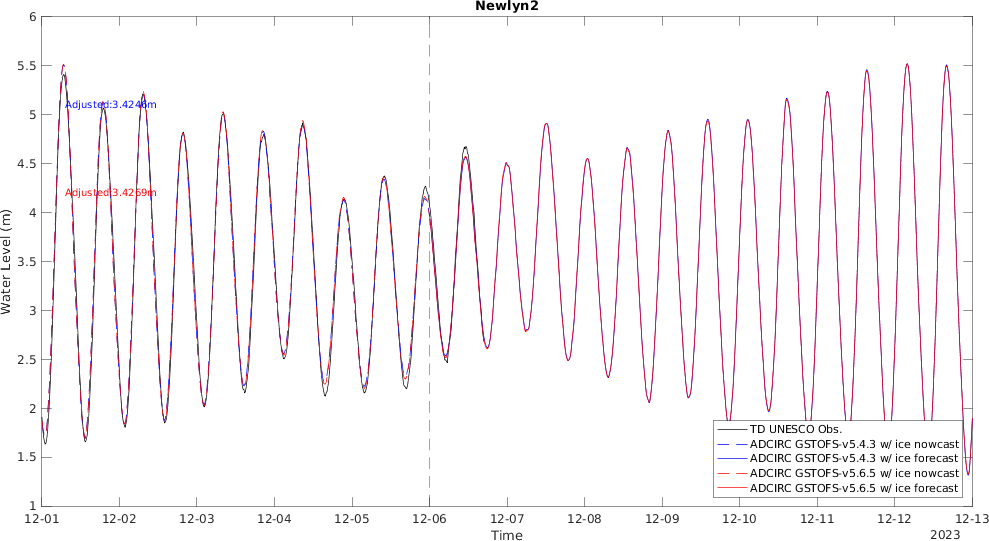 Newlyn2
6
5.5
5
4.5
4
3.5
3
2.5
2
1.5
1
Water Level (m)
Adjusted:3.4246m
Adjusted:3.4269m
TD UNESCO Obs.
ADCIRC GSTOFS-v5.4.3 w/ ice nowcast
ADCIRC GSTOFS-v5.4.3 w/ ice forecast
ADCIRC GSTOFS-v5.6.5 w/ ice nowcast
ADCIRC GSTOFS-v5.6.5 w/ ice forecast
12-01 12-02 12-03 12-04 12-05 12-06 12-07 12-08 12-09 12-10 12-11 12-12 12-13
Time
2023